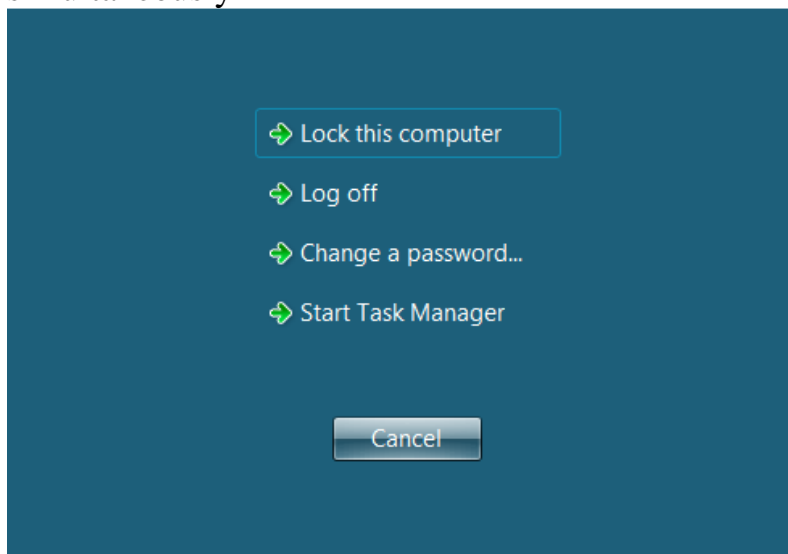 Lock this computer
Log off
Change a password...
Start Task Manager
Cancel